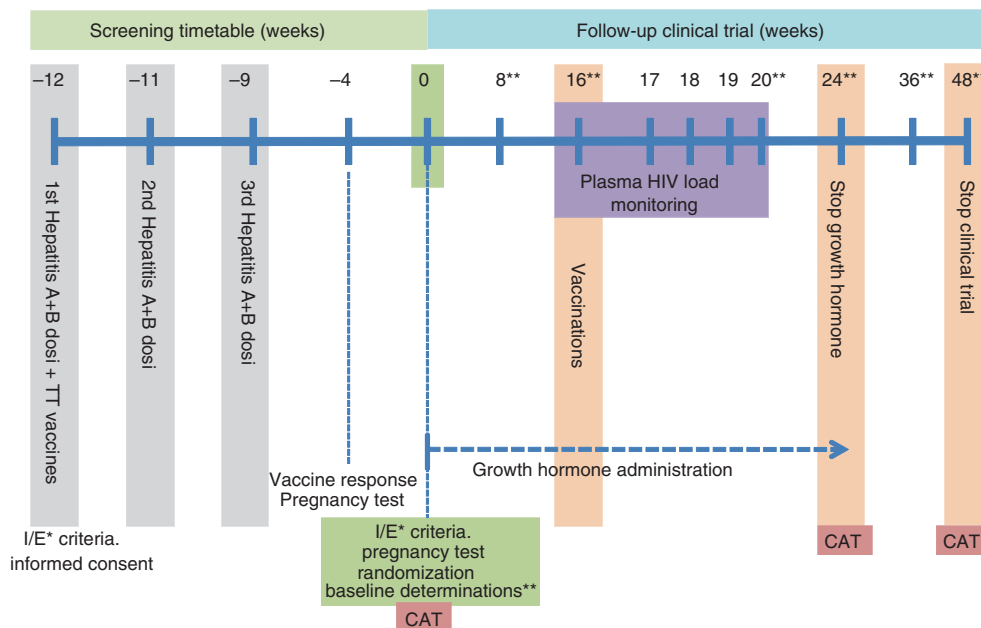 Screening timetable (weeks)
Follow-up clinical trial (weeks)
–12
–11
–9
–4
0
8**
16**
17
18
19
20**
24**
36**
48**
1st Hepatitis A+B dosi + TT
vaccines
2nd Hepatitis A+B dosi
3rd Hepatitis A+B dosi
Plasma HIV load
monitoring
Vaccinations
Stop growth hormone
Stop clinical trial
Growth hormone administration
Vaccine response
Pregnancy test
I/E* criteria.
informed consent
I/E* criteria.
pregnancy test
randomization
baseline determinations**
CAT
CAT
CAT